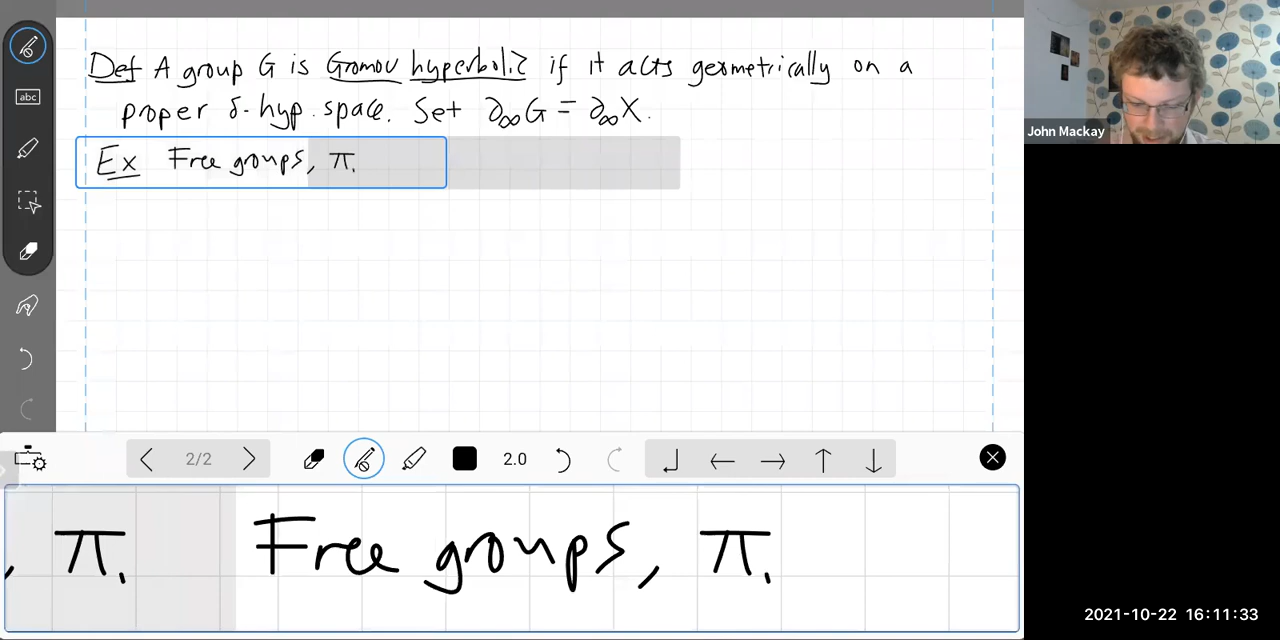 Def A group G is Gromov hyperbolic if it acts geometrically on a
proper δ-hyp. space. Set ∂∞G = ∂∞X.
Ex Free groups, π.
John Mackay
abc
2/2
2.0
, π. Free groups, π.
2021-10-22 16:11:33